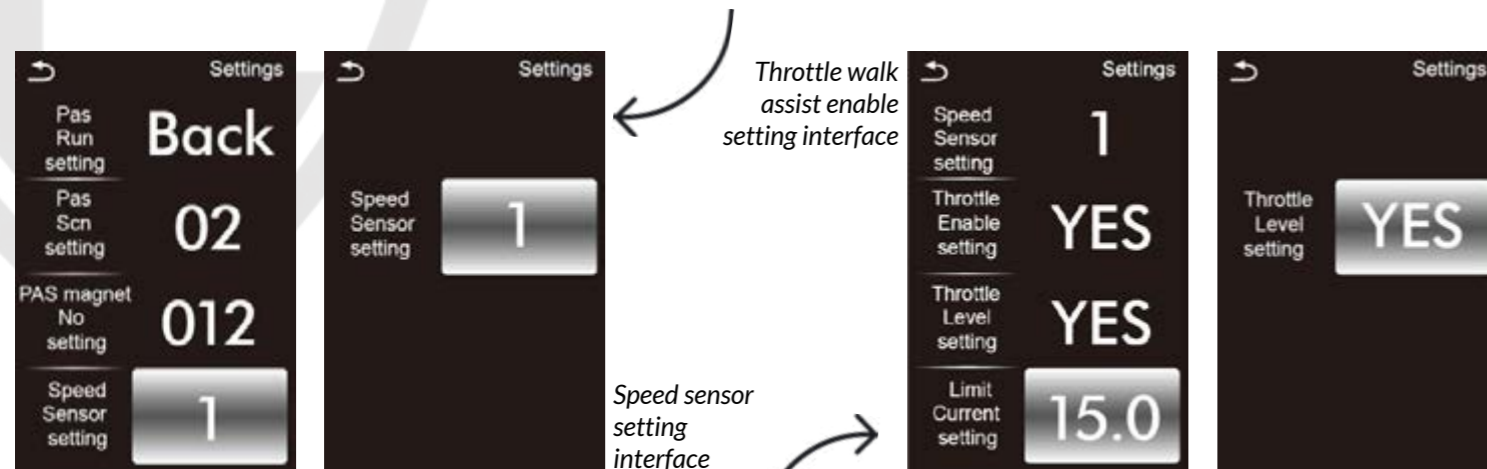 Settings
Pas
Run
setting
Back
Pas
Scn
setting
02
PAS magnet
No
setting
012
Speed
Sensor
setting
1
Settings
Speed
Sensor
setting
1
Throttle walk
assist enable
setting interface
Speed sensor
setting
interface
Settings
Speed
Sensor
setting
1
Throttle
Enable
setting
YES
Throttle
Level
setting
YES
Limit
Current
setting
15.0
Settings
Throttle
Level
setting
YES